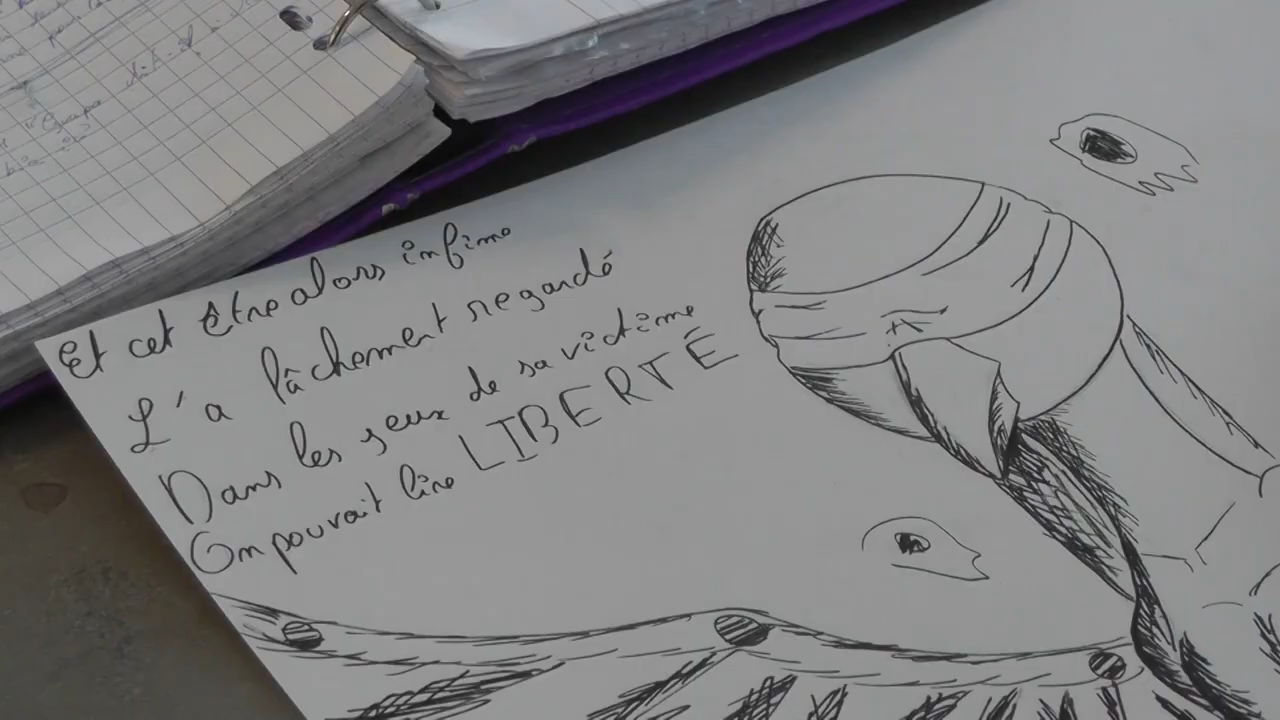 Et cet être alors infime
L'a lâchement regardé
Dans les yeux de sa victime
On pouvait lire LIBERTÉ